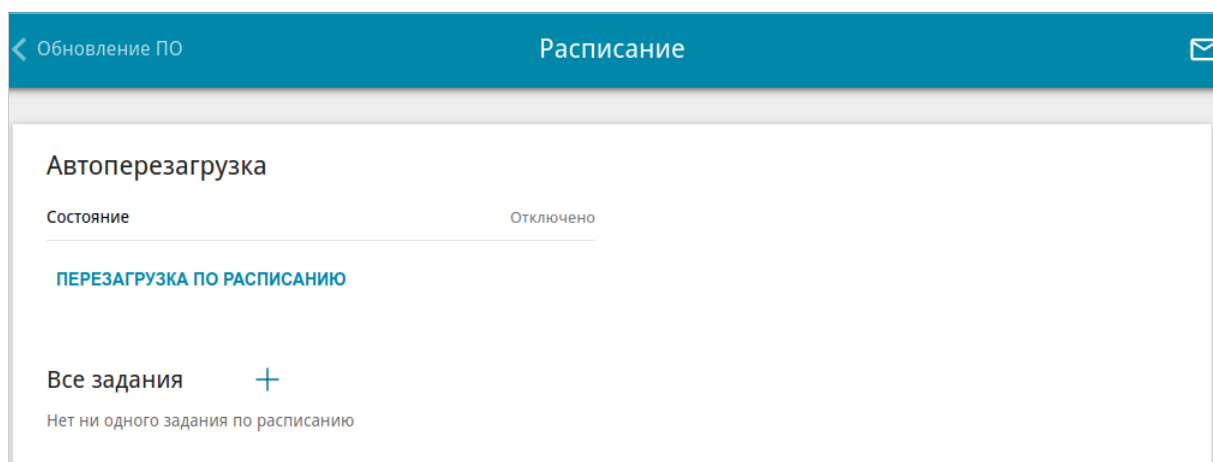 Обновление ПО
Расписание
Автоперезагрузка
Состояние
Отключено
ПЕРЕЗАГРУЗКА ПО РАСПИСАНИЮ
Все задания
Нет ни одного задания по расписанию